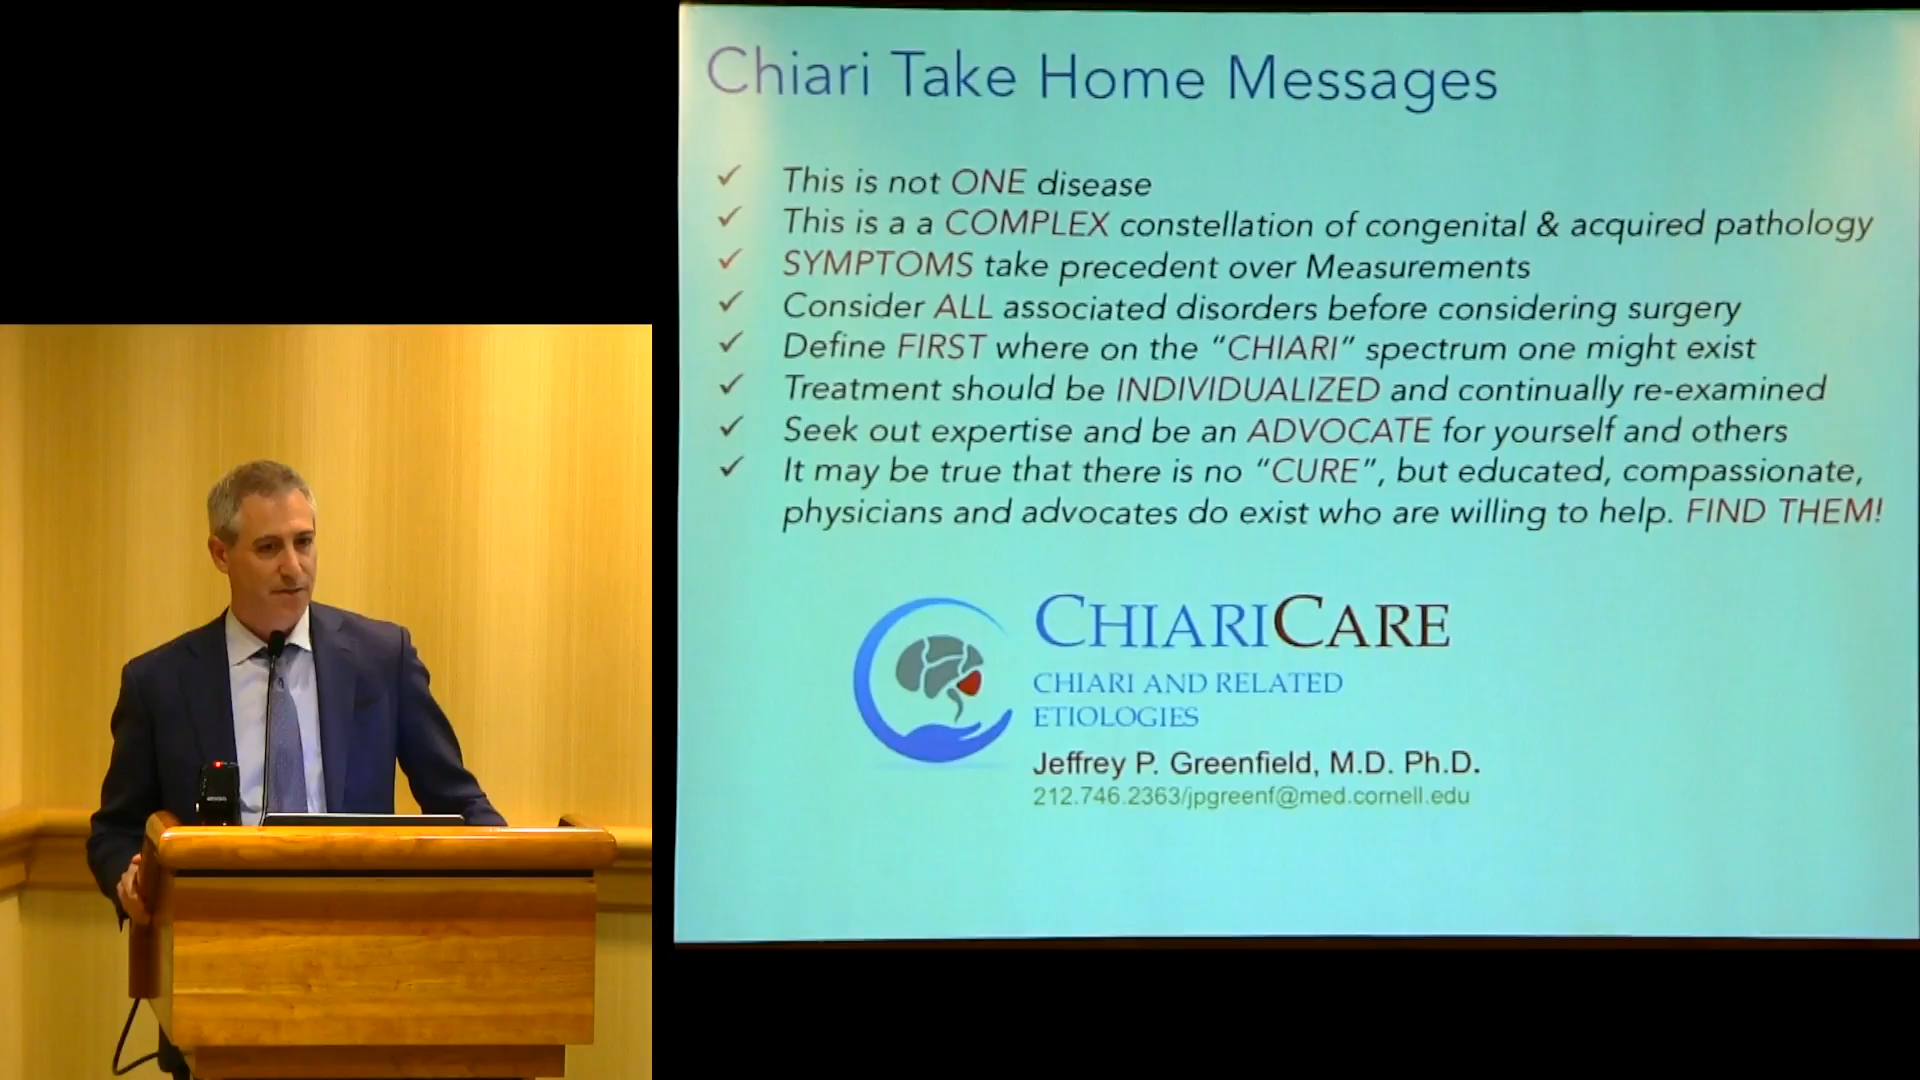 Chiari Take Home Messages
✓ This is not ONE disease
✓ This is a a COMPLEX constellation of congenital & acquired pathology
✓ SYMPTOMS take precedent over Measurements
✓ Consider ALL associated disorders before considering surgery
✓ Define FIRST where on the “CHIARI” spectrum one might exist
✓ Treatment should be INDIVIDUALIZED and continually re-examined
✓ Seek out expertise and be an ADVOCATE for yourself and others
✓ It may be true that there is no “CURE”, but educated, compassionate,
physicians and advocates do exist who are willing to help. FIND THEM!
CHIARICARE
CHIARI AND RELATED
ETIOLOGIES
Jeffrey P. Greenfield, M.D. Ph.D.
212.746.2363/jpgreenf@med.cornell.edu